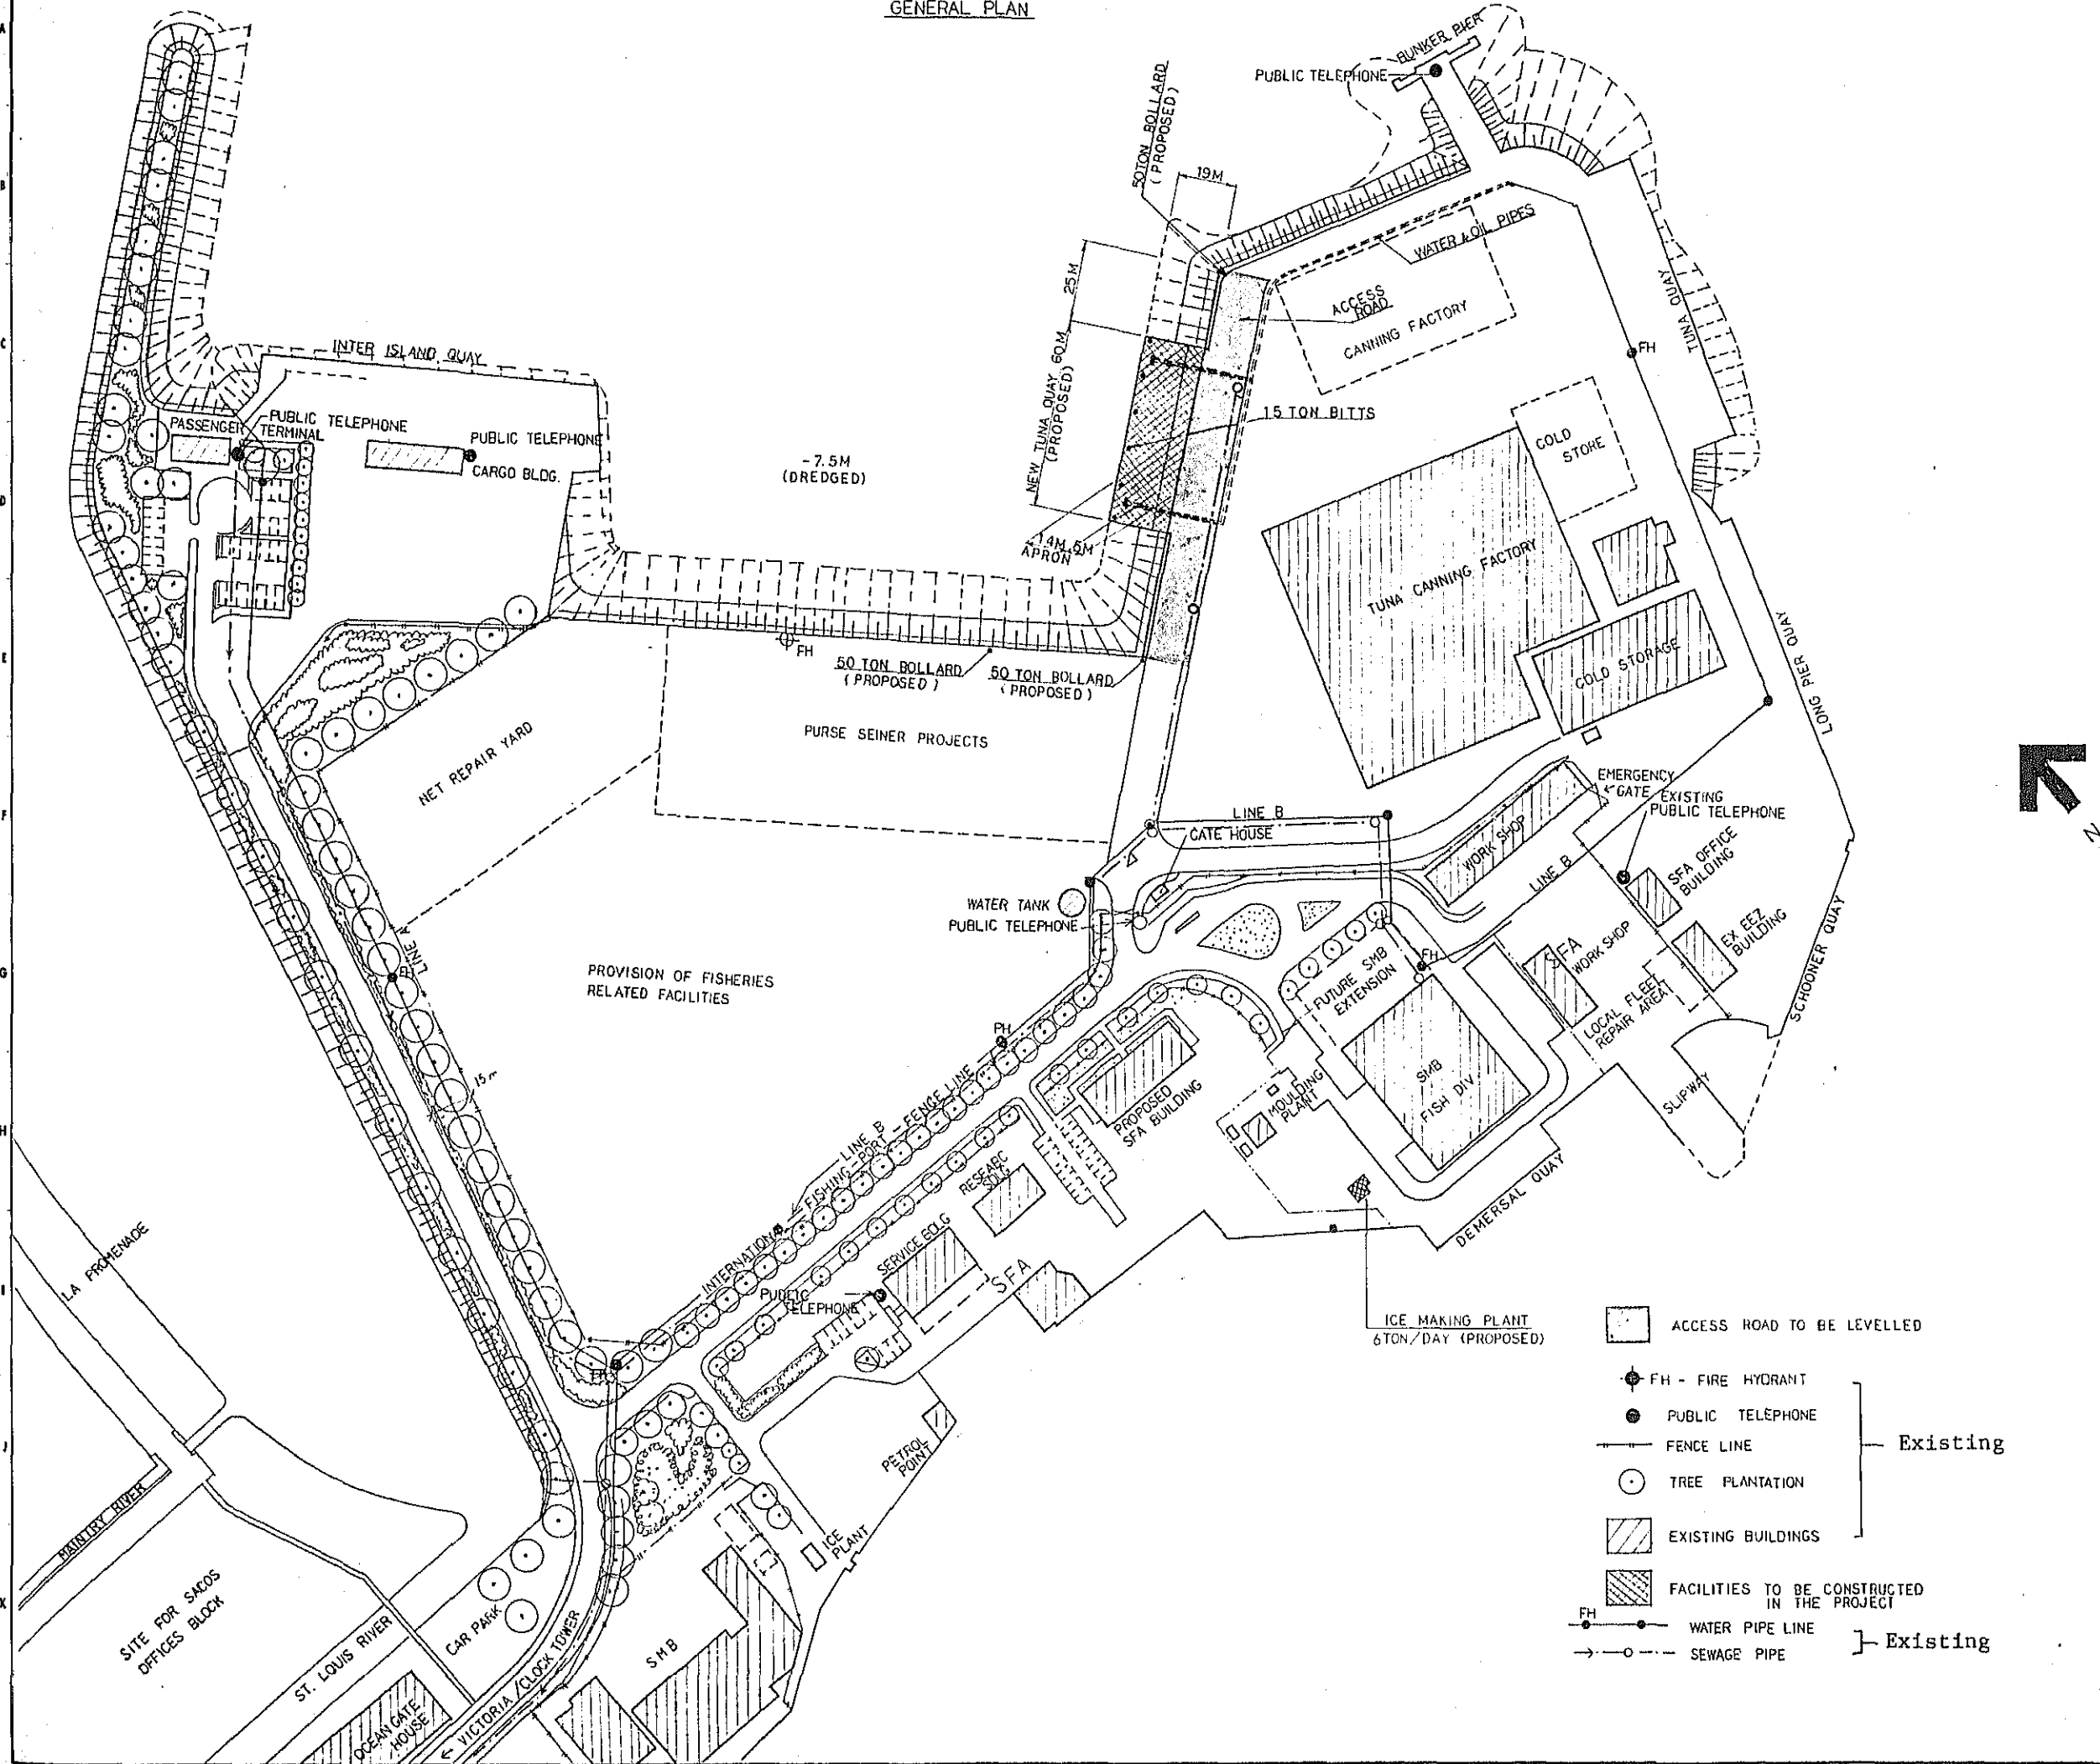 GENERAL PLAN
A
B
C
D
E
F
G
H
I
J
K
BUNKER PIER
PUBLIC TELEPHONE
50TON BOLLARD
(PROPOSED)
19M
WATER & OIL PIPES
25M
ACCESS
ROAD
CANNING FACTORY
TUNA QUAY
FH
INTER ISLAND QUAY
NEW TUNA QUAY 60M
(PROPOSED)
15 TON BITTS
PUBLIC TELEPHONE
PASSENGER
TERMINAL
PUBLIC TELEPHONE
CARGO BLDG.
-7.5M
(DREDGED)
COLD
STORE
14M 5M
APRON
TUNA CANNING FACTORY
COLD STORAGE
LONG PIER QUAY
FH
50 TON BOLLARD
(PROPOSED)
50 TON BOLLARD
(PROPOSED)
NET REPAIR YARD
PURSE SEINER PROJECTS
N
EMERGENCY
GATE
EXISTING
PUBLIC TELEPHONE
LINE B
GATE HOUSE
WORK SHOP
LINE B
SFA OFFICE
BUILDING
EX EEZ
BUILDING
WATER TANK
PUBLIC TELEPHONE
LINE A
FH
PROVISION OF FISHERIES
RELATED FACILITIES
FUTURE SMB
EXTENSION
FH
SFA
WORK SHOP
LOCAL FLEET
REPAIR AREA
SCHOONER QUAY
FH
15m
LINE B
INTERNATIONAL FISHING-PORT - FENCE LINE
PROPOSED
SFA BUILDING
MOULDING
PLANT
SMB
FISH DIV
SLIPWAY
DEMERSAL QUAY
SERVICE BDLG
PUBLIC
TELEPHONE
SFA
LA PROMENADE
ICE MAKING PLANT
6TON/DAY (PROPOSED)
PETROL
POINT
ICE
PLANT
MAINTRY RIVER
SITE FOR SACOS
OFFICES BLOCK
ST. LOUIS RIVER
CAR PARK
← VICTORIA/CLOCK TOWER
SMB
OCEAN GATE
HOUSE
ACCESS ROAD TO BE LEVELLED
FH - FIRE HYDRANT
PUBLIC TELEPHONE
FENCE LINE
Existing
TREE PLANTATION
EXISTING BUILDINGS
FACILITIES TO BE CONSTRUCTED
IN THE PROJECT
FH
WATER PIPE LINE
SEWAGE PIPE
Existing